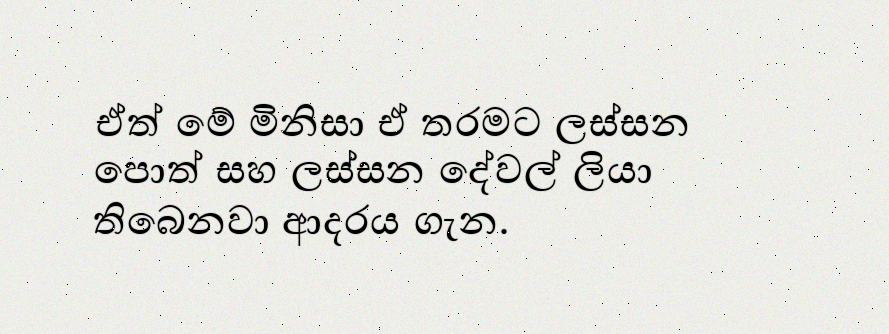 ඒත් මේ මිනිසා ඒ තරමට ලස්සන
පොත් සහ ලස්සන දේවල් ලියා
තිබෙනවා ආදරය ගැන.